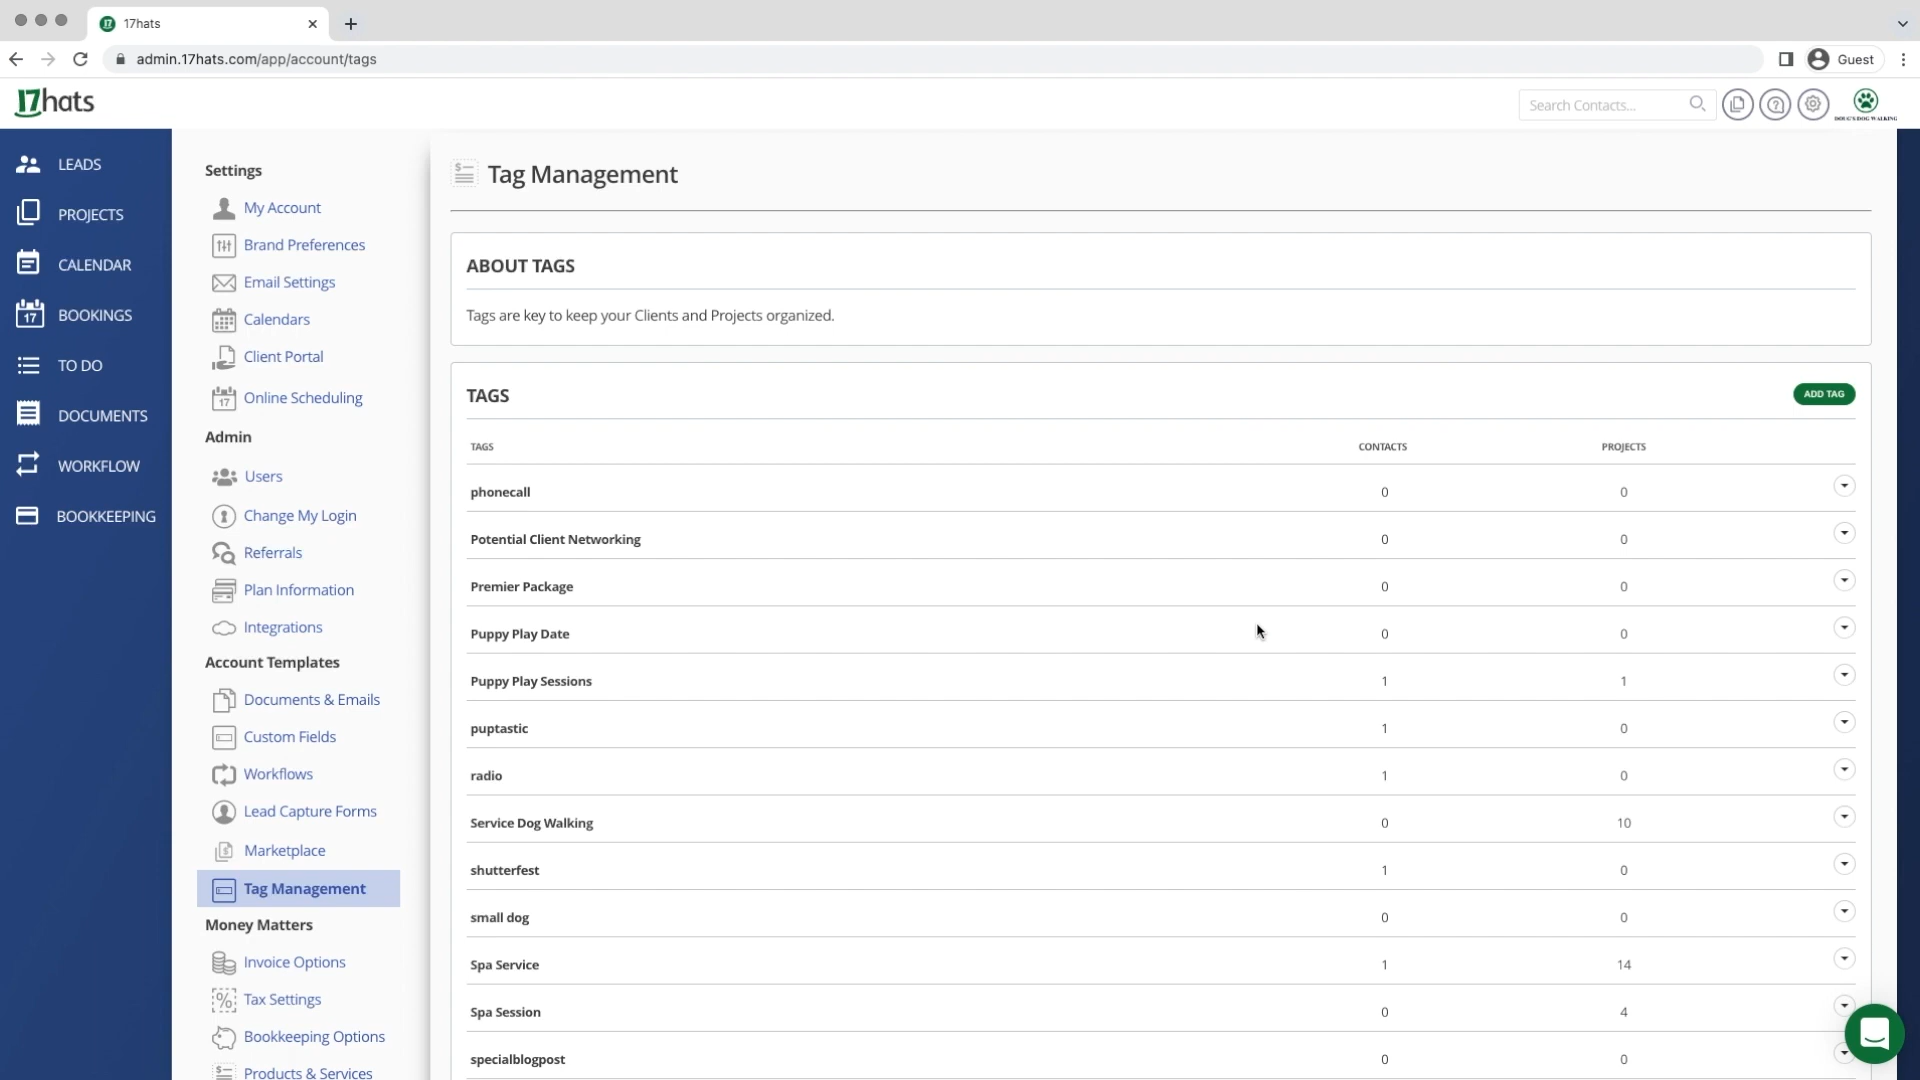 17hats
admin.17hats.com/app/account/tags
Guest
17hats
Search Contacts...
DOUG'S DOG WALKING
LEADS
PROJECTS
CALENDAR
17 BOOKINGS
TO DO
DOCUMENTS
WORKFLOW
BOOKKEEPING
Settings
My Account
Brand Preferences
Email Settings
Calendars
Client Portal
17 Online Scheduling
Admin
Users
Change My Login
Referrals
Plan Information
Integrations
Account Templates
Documents & Emails
Custom Fields
Workflows
Lead Capture Forms
Marketplace
Tag Management
Money Matters
Invoice Options
Tax Settings
Bookkeeping Options
Products & Services
Tag Management
ABOUT TAGS
Tags are key to keep your Clients and Projects organized.
TAGS ADD TAG
TAGS CONTACTS PROJECTS
phonecall 0 0
Potential Client Networking 0 0
Premier Package 0 0
Puppy Play Date 0 0
Puppy Play Sessions 1 1
puptastic 1 0
radio 1 0
Service Dog Walking 0 10
shutterfest 1 0
small dog 0 0
Spa Service 1 14
Spa Session 0 4
specialblogpost 0 0